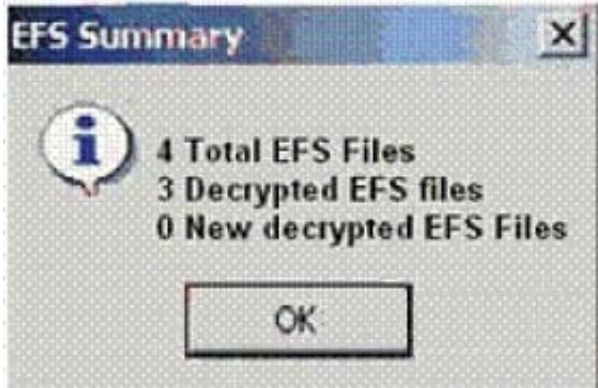 EFS Summary
4 Total EFS Files
3 Decrypted EFS files
0 New decrypted EFS Files
OK